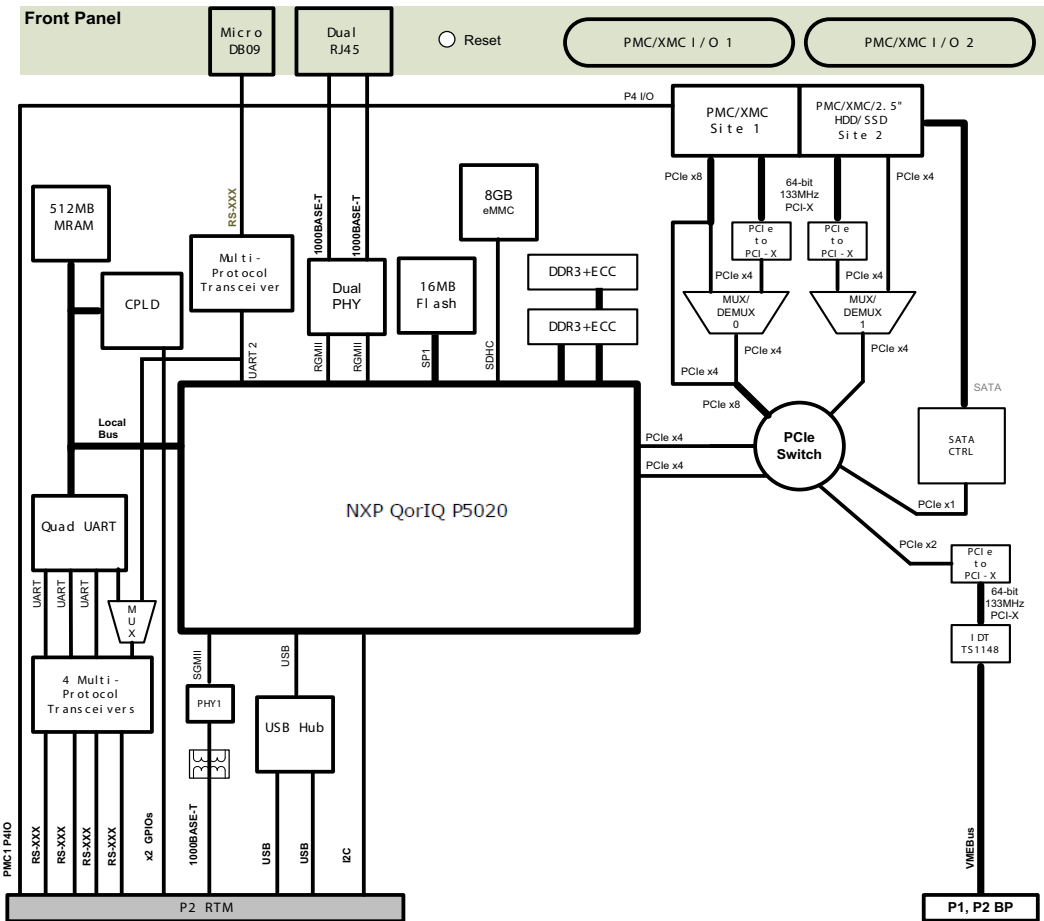 Front Panel
Micro
DB09
Dual
RJ45
Reset
PMC/XMC I/O 1
PMC/XMC I/O 2
P4 I/O
PMC/XMC
Site 1
PMC/XMC/2.5"
HDD/SSD
Site 2
PCIe x8
64-bit
133MHz
PCI-X
PCIe x4
RS-XXX
1000BASE-T
1000BASE-T
8GB
eMMC
512MB
MRAM
CPLD
Multi-
Protocol
Transceiver
Dual
PHY
16MB
Flash
DDR3+ECC
DDR3+ECC
PCIe
to
PCI-X
PCIe
to
PCI-X
PCIe x4
PCIe x4
MUX/
DEMUX
0
MUX/
DEMUX
1
UART 2
RGMII
RGMII
SP1
SDHC
PCIe x4
PCIe x4
PCIe x4
PCIe x8
SATA
Local
Bus
PCIe x4
PCIe x4
PCIe
Switch
SATA
CTRL
NXP QorIQ P5020
PCIe x1
Quad UART
PCIe x2
PCIe
to
PCI-X
64-bit
133MHz
PCI-X
UART
UART
UART
MUX
IDT
TS1148
SGMII
USB
4 Multi-
Protocol
Transceivers
PHY1
USB Hub
PMC1 P4IO
RS-XXX
RS-XXX
RS-XXX
RS-XXX
x2 GPIOs
1000BASE-T
USB
USB
I2C
VMEBus
P2 RTM
P1, P2 BP